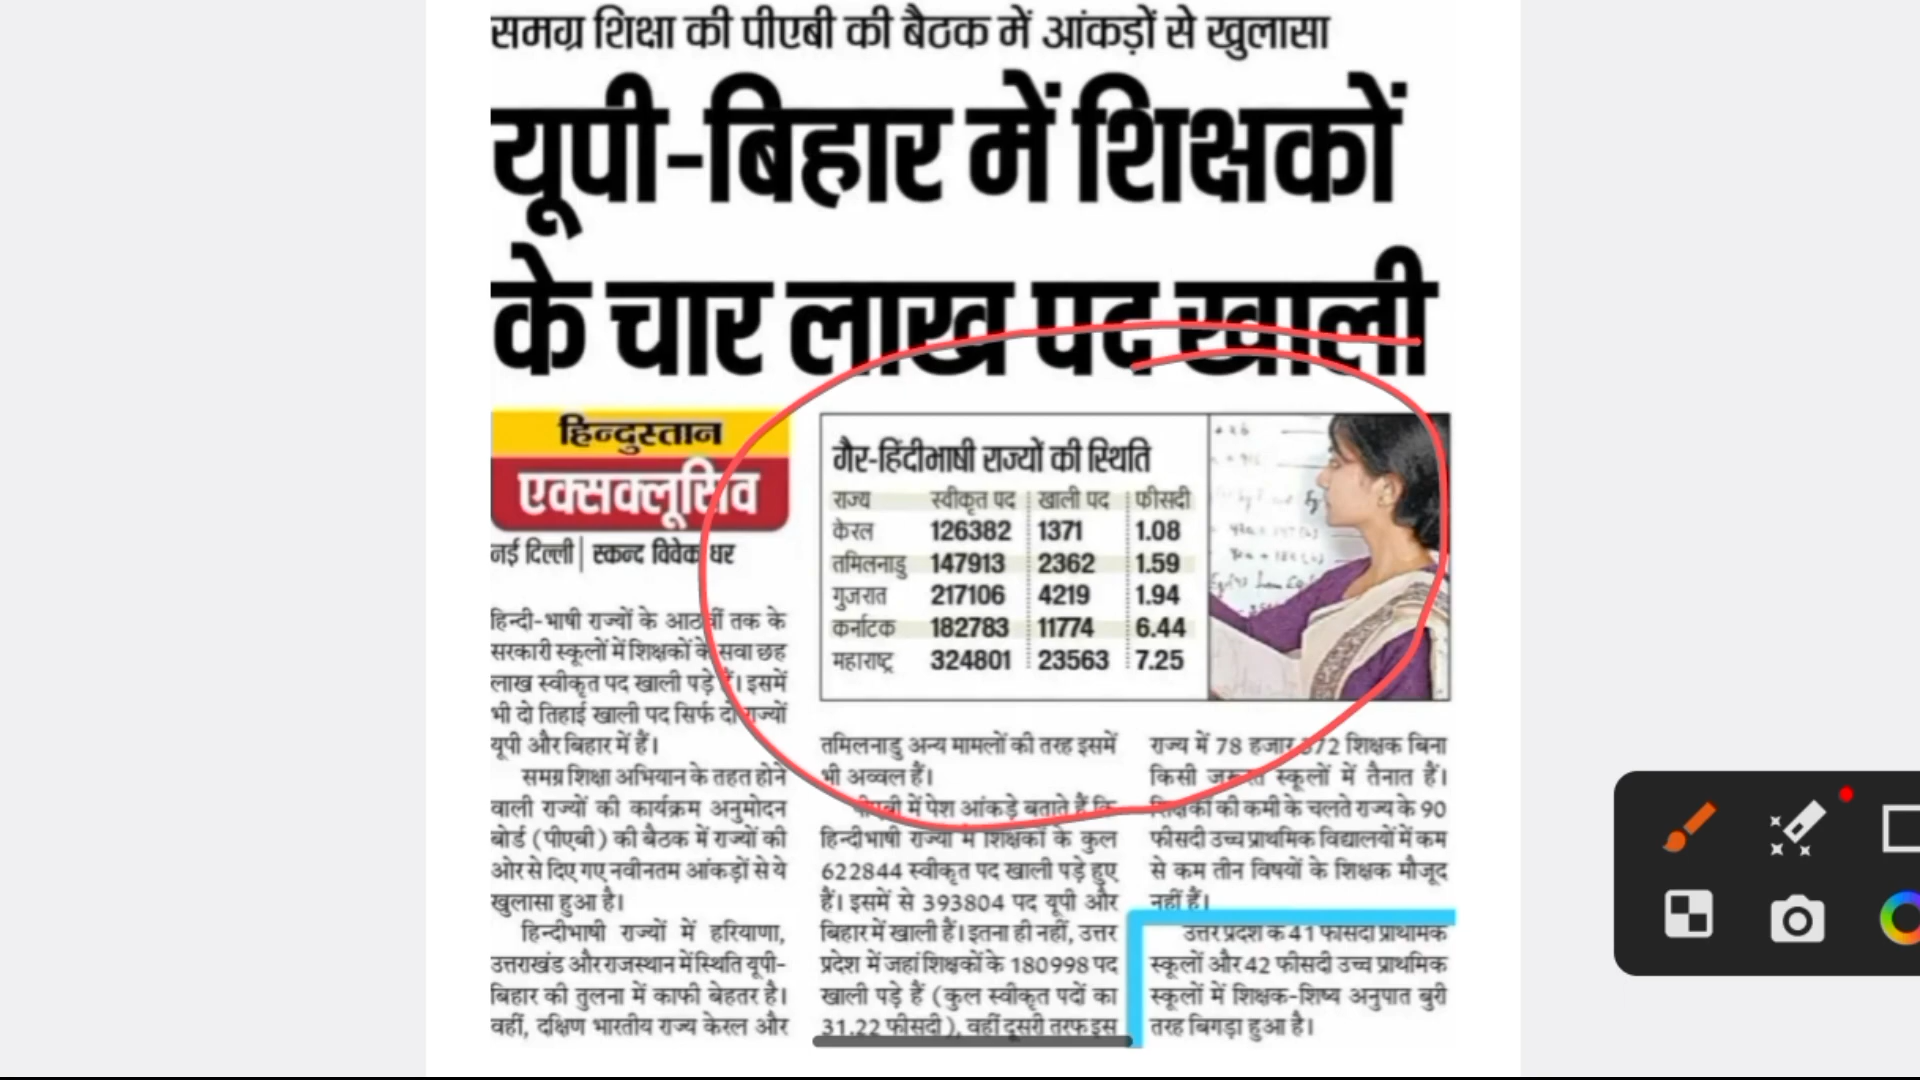 समग्र शिक्षा की पीएबी की बैठक में आंकड़ों से खुलासा
यूपी-बिहार में शिक्षकों
के चार लाख पद खाली
हिन्दुस्तान
एक्सक्लूसिव
नई दिल्ली | स्कन्द विवेक धर
हिन्दी-भाषी राज्यों के आठवीं तक के
सरकारी स्कूलों में शिक्षकों के सवा छह
लाख स्वीकृत पद खाली पड़े हैं। इसमें
भी दो तिहाई खाली पद सिर्फ दो राज्यों
यूपी और बिहार में हैं।
समग्र शिक्षा अभियान के तहत होने
वाली राज्यों की कार्यक्रम अनुमोदन
बोर्ड (पीएबी) की बैठक में राज्यों की
ओर से दिए गए नवीनतम आंकड़ों से ये
खुलासा हुआ है।
हिन्दीभाषी राज्यों में हरियाणा,
उत्तराखंड और राजस्थान में स्थिति यूपी-
बिहार की तुलना में काफी बेहतर है।
वहीं, दक्षिण भारतीय राज्य केरल और
गैर-हिंदीभाषी राज्यों की स्थिति
राज्य स्वीकृत पद खाली पद फीसदी
केरल 126382 1371 1.08
तमिलनाडु 147913 2362 1.59
गुजरात 217106 4219 1.94
कर्नाटक 182783 11774 6.44
महाराष्ट्र 324801 23563 7.25
तमिलनाडु अन्य मामलों की तरह इसमें
भी अव्वल हैं।
पीएबी में पेश आंकड़े बताते हैं कि
हिन्दीभाषी राज्यों में शिक्षकों के कुल
622844 स्वीकृत पद खाली पड़े हुए
हैं। इसमें से 393804 पद यूपी और
बिहार में खाली हैं। इतना ही नहीं, उत्तर
प्रदेश में जहां शिक्षकों के 180998 पद
खाली पड़े हैं (कुल स्वीकृत पदों का
31.22 फीसदी), वहीं दूसरी तरफ इस
राज्य में 78 हजार शिक्षक बिना
किसी जरूरत स्कूलों में तैनात हैं।
शिक्षकों की कमी के चलते राज्य के 90
फीसदी उच्च प्राथमिक विद्यालयों में कम
से कम तीन विषयों के शिक्षक मौजूद
नहीं हैं।
उत्तर प्रदेश के 41 फीसदी प्राथमिक
स्कूलों और 42 फीसदी उच्च प्राथमिक
स्कूलों में शिक्षक-शिष्य अनुपात बुरी
तरह बिगड़ा हुआ है।